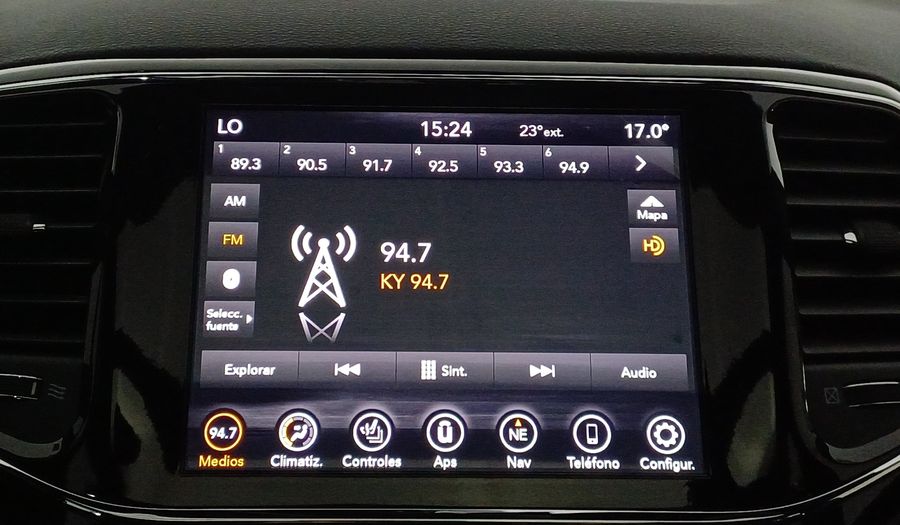 LO 15:24 23°ext. 17.0°
1 89.3 2 90.5 3 91.7 4 92.5 5 93.3 6 94.9
AM
FM
Selecc.
fuente
94.7
KY 94.7
Mapa
HD
Explorar Sint. Audio
94.7 NE
Medios Climatiz. Controles Aps Nav Teléfono Configur.